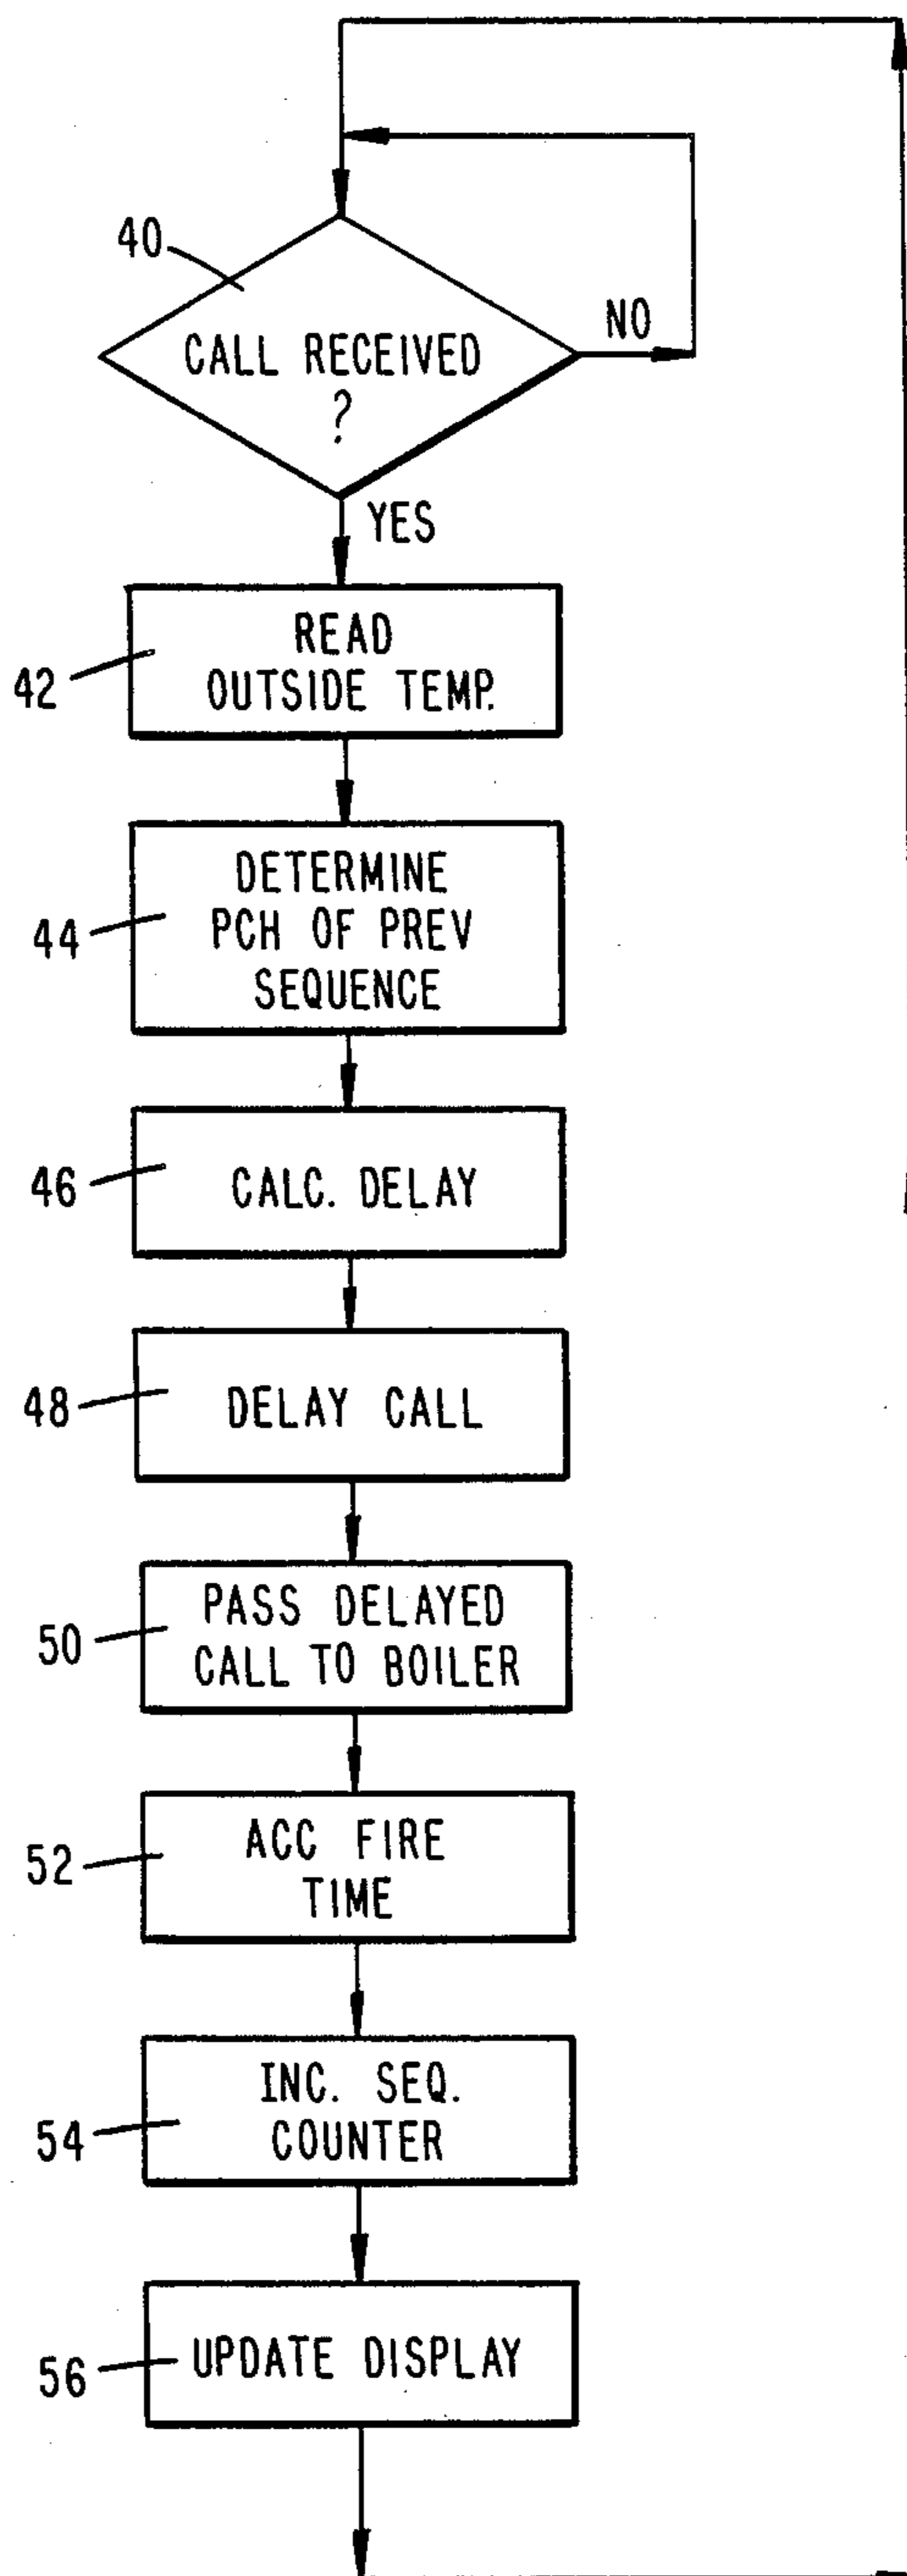 40
CALL RECEIVED
?
NO
YES
42
READ
OUTSIDE TEMP.
44
DETERMINE
PCH OF PREV
SEQUENCE
46
CALC. DELAY
48
DELAY CALL
50
PASS DELAYED
CALL TO BOILER
52
ACC FIRE
TIME
54
INC. SEQ.
COUNTER
56
UPDATE DISPLAY